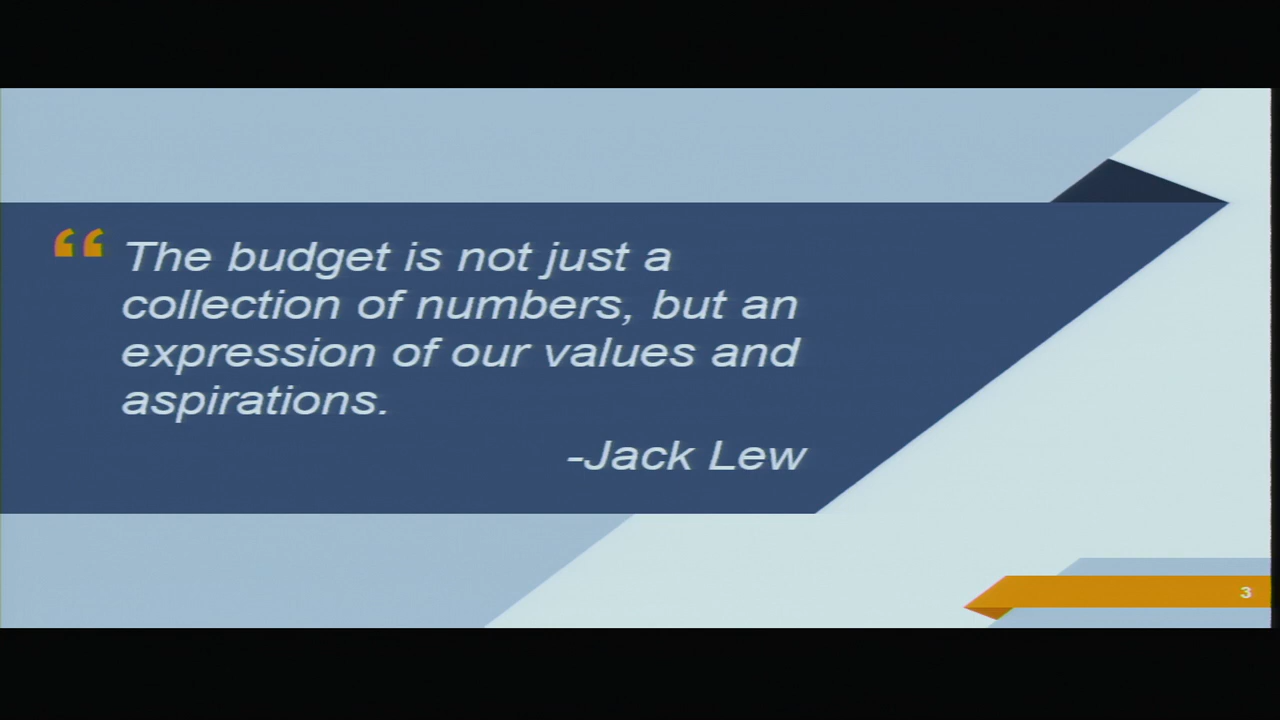 “ The budget is not just a
collection of numbers, but an
expression of our values and
aspirations.
-Jack Lew
3